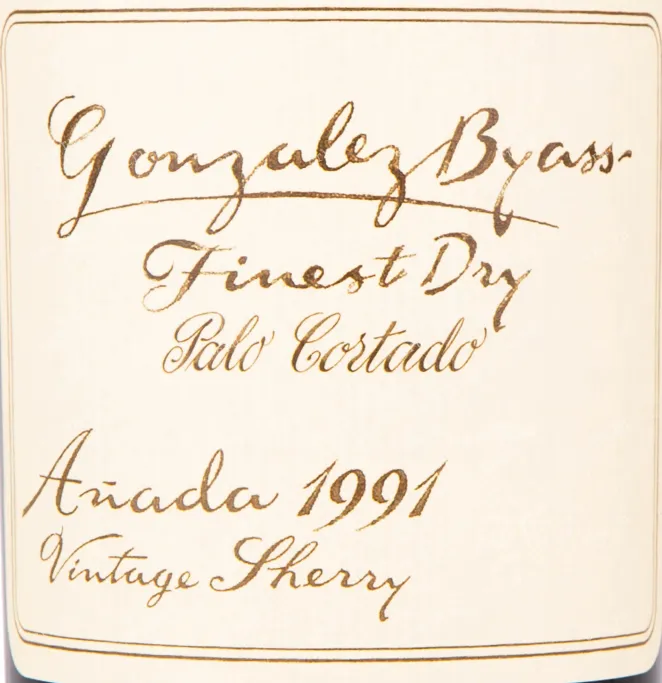 Gonzalez Byass
Finest Dry
Palo Cortado
Añada 1991
Vintage Sherry